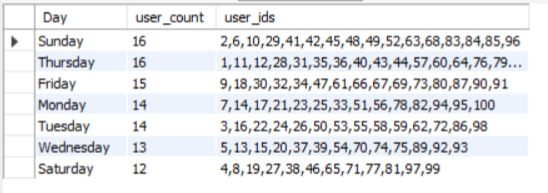 Day user_count user_ids
Sunday 16 2,6,10,29,41,42,45,48,49,52,63,68,83,84,85,96
Thursday 16 1,11,12,28,31,35,36,40,43,44,57,60,64,76,79...
Friday 15 9,18,30,32,34,47,61,66,67,69,73,80,87,90,91
Monday 14 7,14,17,21,23,25,33,51,56,78,82,94,95,100
Tuesday 14 3,16,22,24,26,50,53,55,58,59,62,72,86,98
Wednesday 13 5,13,15,20,37,39,54,70,74,75,89,92,93
Saturday 12 4,8,19,27,38,46,65,71,77,81,97,99